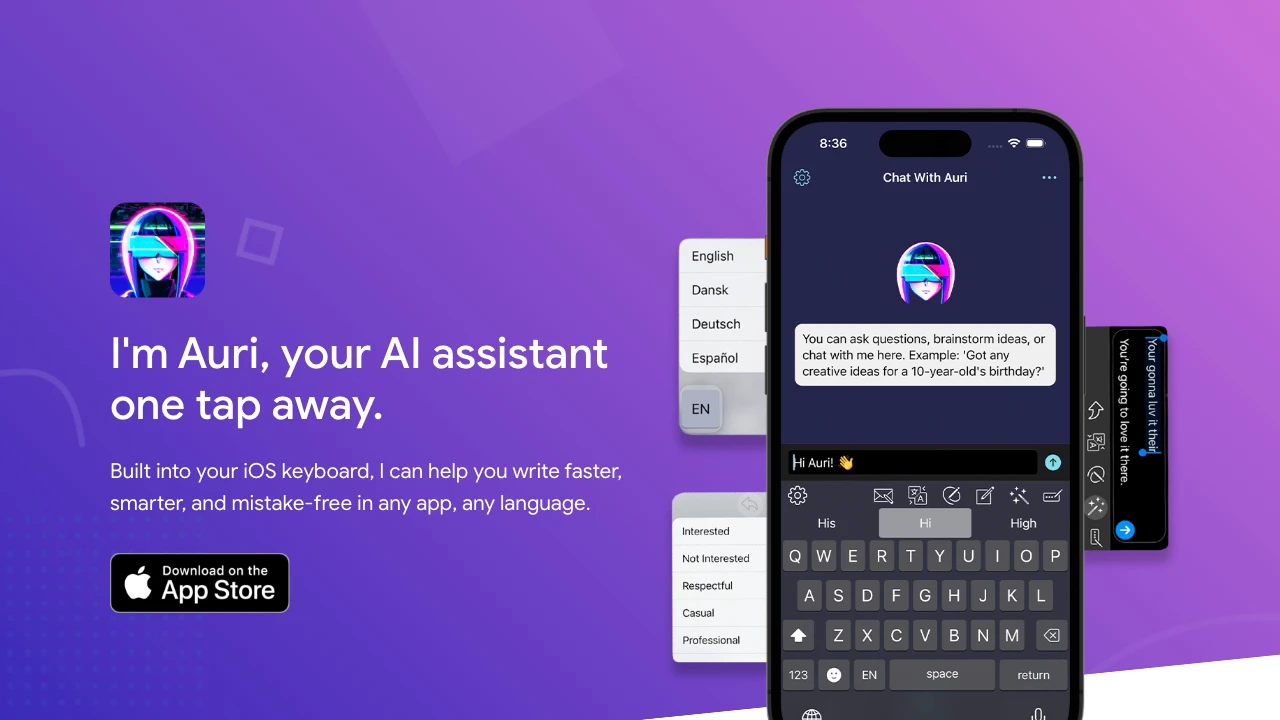 I'm Auri, your AI assistant
one tap away.
Built into your iOS keyboard, I can help you write faster,
smarter, and mistake-free in any app, any language.
Download on the
App Store
English
Dansk
Deutsch
Español
EN
Interested
Not Interested
Respectful
Casual
Professional
8:36
Chat With Auri
You can ask questions, brainstorm ideas, or
chat with me here. Example: 'Got any
creative ideas for a 10-year-old's birthday?'
Hi Auri! 👋
His Hi High
Q W E R T Y U I O P
A S D F G H J K L
Z X C V B N M
123 EN space return
Your gonna luv it their
You're going to love it there.